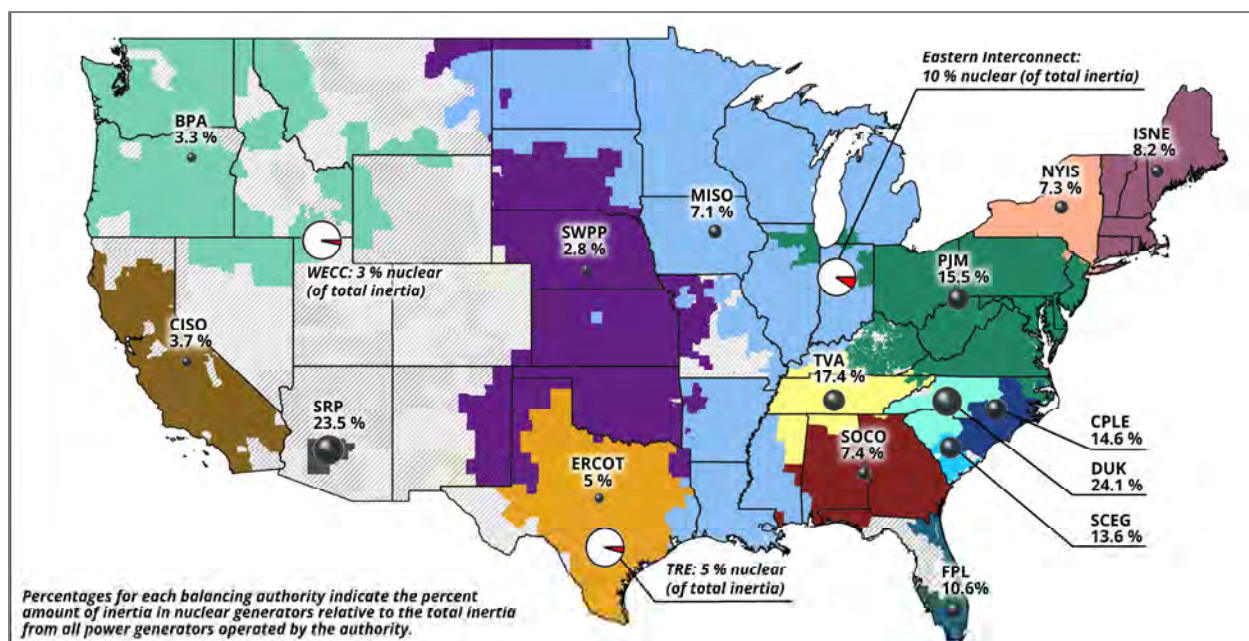 Eastern Interconnect:
10 % nuclear (of total inertia)
BPA
3.3 %
ISNE
8.2 %
NYIS
7.3 %
MISO
7.1 %
SWPP
2.8 %
PJM
15.5 %
WECC: 3 % nuclear
(of total inertia)
CISO
3.7 %
TVA
17.4 %
SRP
23.5 %
SOCO
7.4 %
CPLE
14.6 %
ERCOT
5 %
DUK
24.1 %
SCEG
13.6 %
TRE: 5 % nuclear
(of total inertia)
FPL
10.6%
Percentages for each balancing authority indicate the percent
amount of inertia in nuclear generators relative to the total inertia
from all power generators operated by the authority.